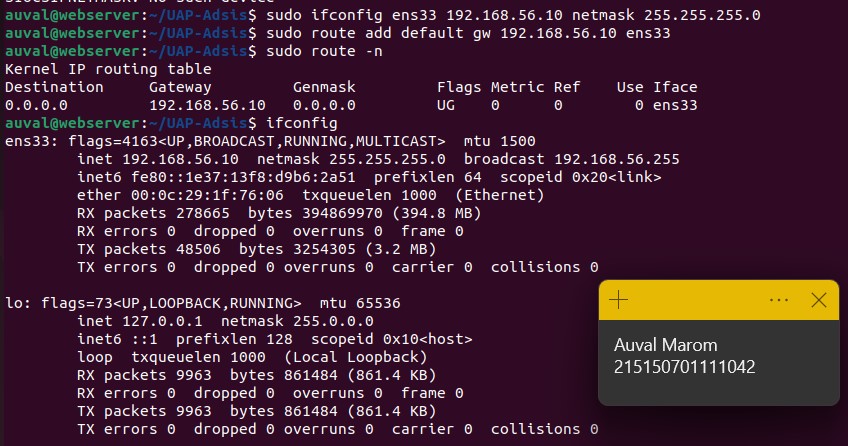 auval@webserver:~/UAP-Adsis$ sudo ifconfig ens33 192.168.56.10 netmask 255.255.255.0
auval@webserver:~/UAP-Adsis$ sudo route add default gw 192.168.56.10 ens33
auval@webserver:~/UAP-Adsis$ sudo route -n
Kernel IP routing table
Destination     Gateway         Genmask         Flags Metric Ref    Use Iface
0.0.0.0         192.168.56.10   0.0.0.0         UG    0      0        0 ens33
auval@webserver:~/UAP-Adsis$ ifconfig
ens33: flags=4163<UP,BROADCAST,RUNNING,MULTICAST>  mtu 1500
        inet 192.168.56.10  netmask 255.255.255.0  broadcast 192.168.56.255
        inet6 fe80::1e37:13f8:d9b6:2a51  prefixlen 64  scopeid 0x20<link>
        ether 00:0c:29:1f:76:06  txqueuelen 1000  (Ethernet)
        RX packets 278665  bytes 394869970 (394.8 MB)
        RX errors 0  dropped 0  overruns 0  frame 0
        TX packets 48506  bytes 3254305 (3.2 MB)
        TX errors 0  dropped 0 overruns 0  carrier 0  collisions 0
lo: flags=73<UP,LOOPBACK,RUNNING>  mtu 65536
        inet 127.0.0.1  netmask 255.0.0.0
        inet6 ::1  prefixlen 128  scopeid 0x10<host>
        loop  txqueuelen 1000  (Local Loopback)
        RX packets 9963  bytes 861484 (861.4 KB)
        RX errors 0  dropped 0  overruns 0  frame 0
        TX packets 9963  bytes 861484 (861.4 KB)
        TX errors 0  dropped 0 overruns 0  carrier 0  collisions 0
Auval Marom
215150701111042